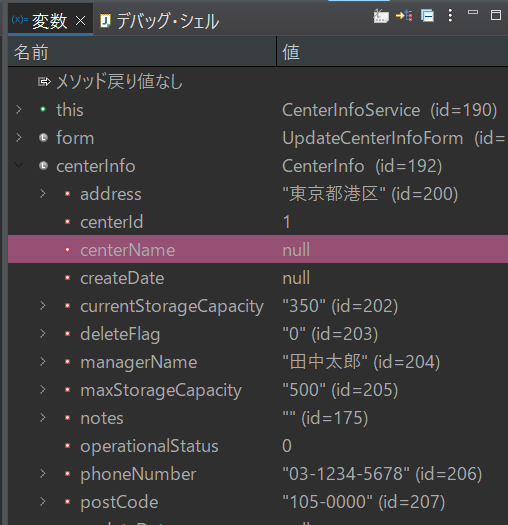 (x)= 変数 × デバッグ・シェル
名前 値
メソッド戻り値なし
this CenterInfoService (id=190)
form UpdateCenterInfoForm (id=
centerInfo CenterInfo (id=192)
address "東京都港区" (id=200)
centerId 1
centerName null
createDate null
currentStorageCapacity "350" (id=202)
deleteFlag "0" (id=203)
managerName "田中太郎" (id=204)
maxStorageCapacity "500" (id=205)
notes "" (id=175)
operationalStatus 0
phoneNumber "03-1234-5678" (id=206)
postCode "105-0000" (id=207)